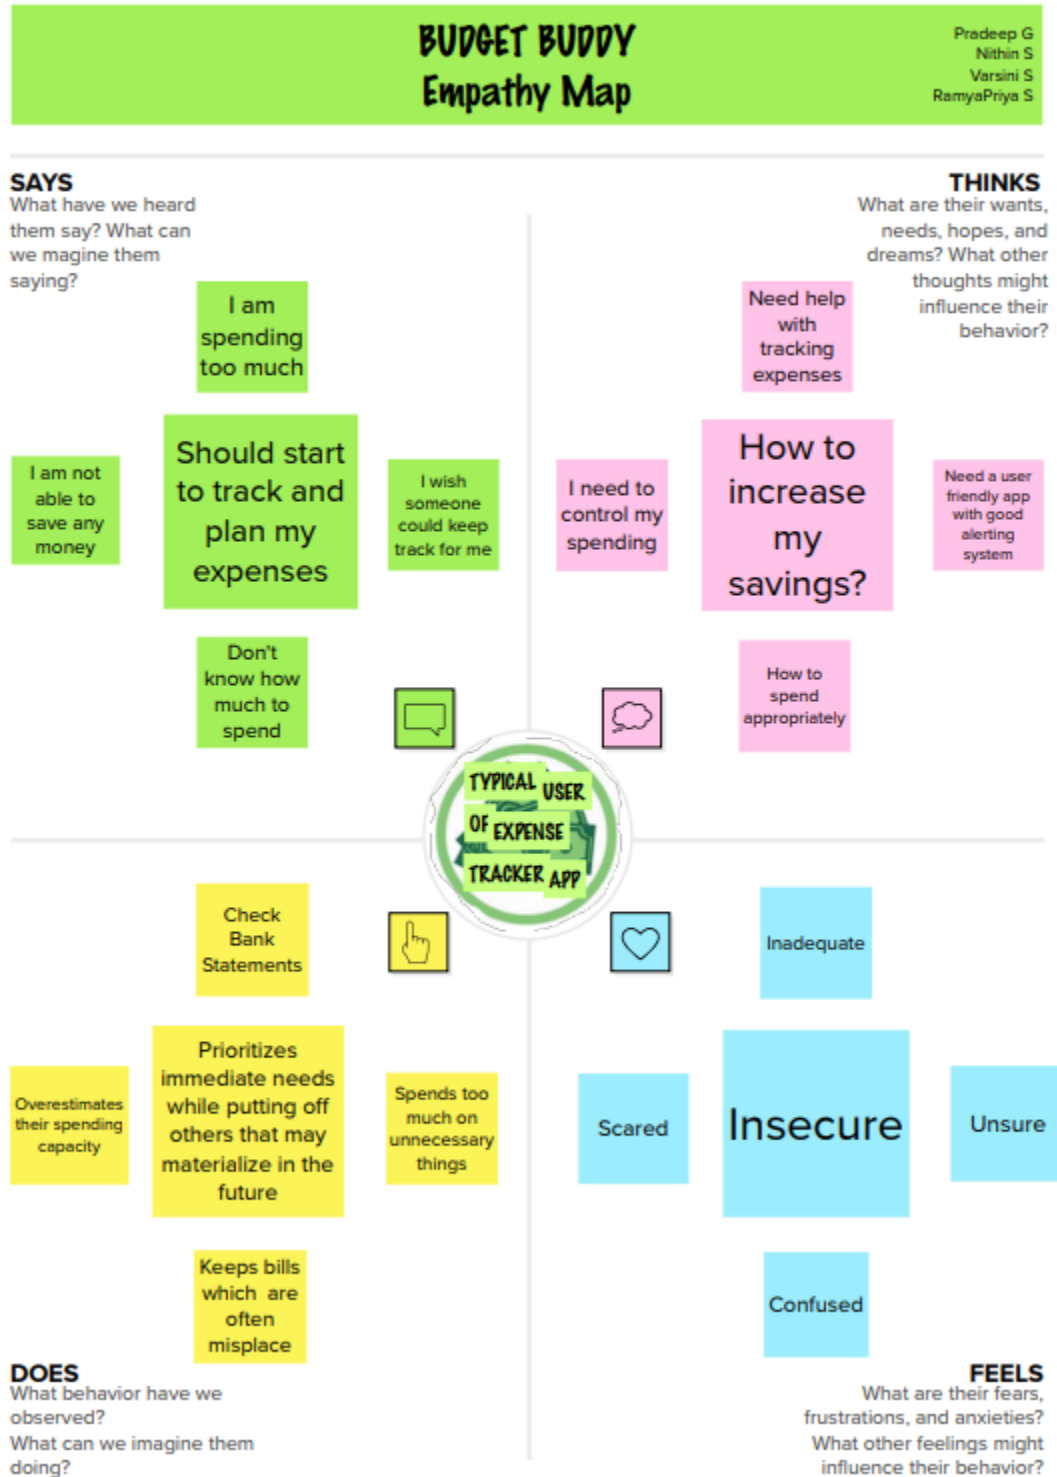 BUDGET BUDDY
Empathy Map
Pradeep G
Nithin S
Varsini S
RamyaPriya S
SAYS
What have we heard
them say? What can
we magine them
saying?
I am
spending
too much
I am not
able to
save any
money
Should start
to track and
plan my
expenses
I wish
someone
could keep
track for me
Don't
know how
much to
spend
THINKS
What are their wants,
needs, hopes, and
dreams? What other
thoughts might
influence their
behavior?
Need help
with
tracking
expenses
I need to
control my
spending
How to
increase
my
savings?
Need a user
friendly app
with good
alerting
system
How to
spend
appropriately
TYPICAL USER
OF EXPENSE
TRACKER APP
Check
Bank
Statements
Overestimates
their spending
capacity
Prioritizes
immediate needs
while putting off
others that may
materialize in the
future
Spends too
much on
unnecessary
things
Keeps bills
which are
often
misplace
DOES
What behavior have we
observed?
What can we imagine them
doing?
Inadequate
Scared
Insecure
Unsure
Confused
FEELS
What are their fears,
frustrations, and anxieties?
What other feelings might
influence their behavior?